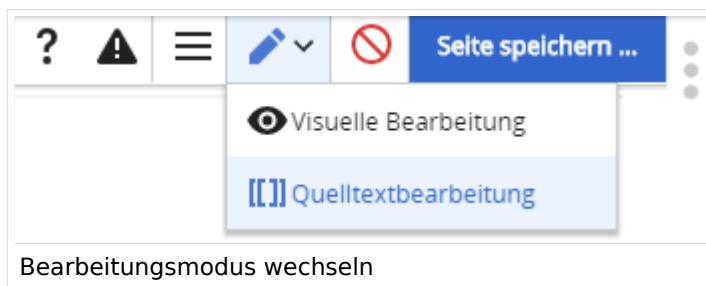 ? Seite speichern ...
Visuelle Bearbeitung
[[]] Quelltextbearbeitung
Bearbeitungsmodus wechseln